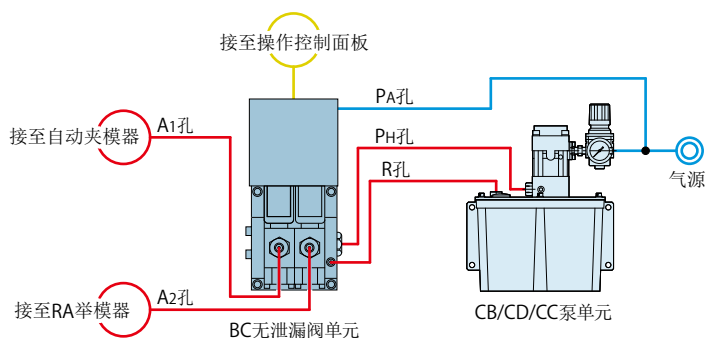 接至操作控制面板
PA孔
A1孔
接至自动夹模器
PH孔
R孔
气源
A2孔
接至RA举模器
BC无泄漏阀单元
CB/CD/CC泵单元